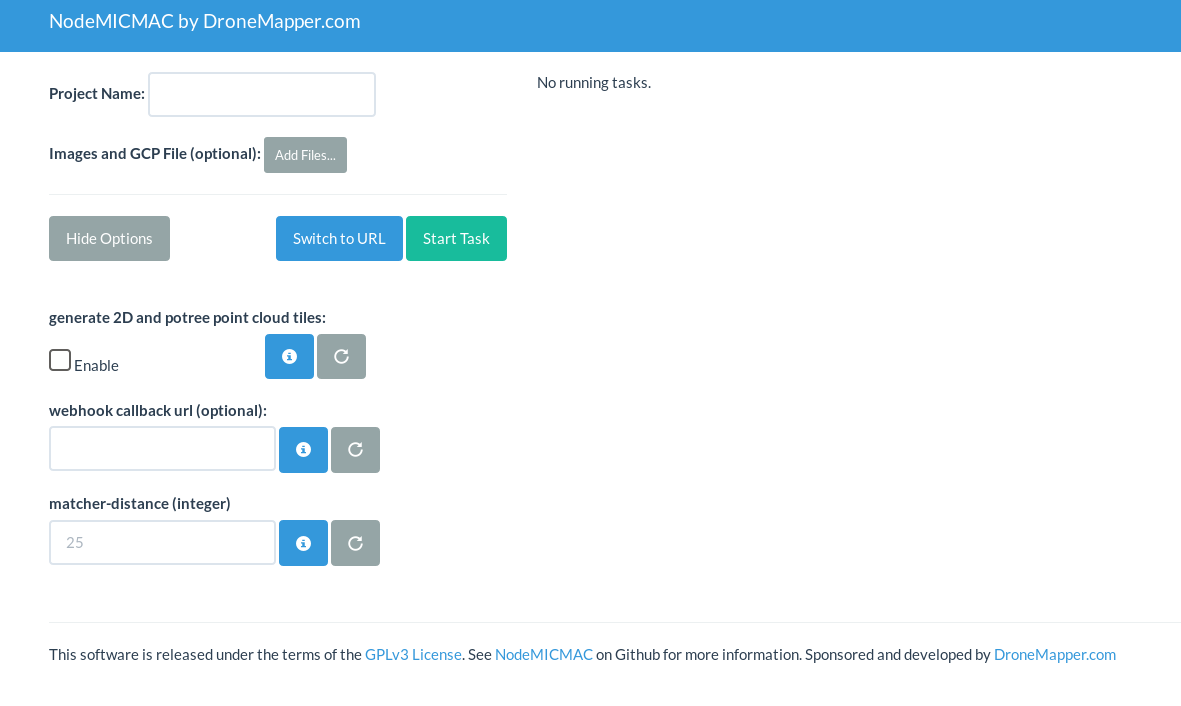 NodeMICMAC by DroneMapper.com
Project Name:
No running tasks.
Images and GCP File (optional): Add Files...
Hide Options
Switch to URL
Start Task
generate 2D and potree point cloud tiles:
Enable
webhook callback url (optional):
matcher-distance (integer)
25
This software is released under the terms of the GPLv3 License. See NodeMICMAC on Github for more information. Sponsored and developed by DroneMapper.com